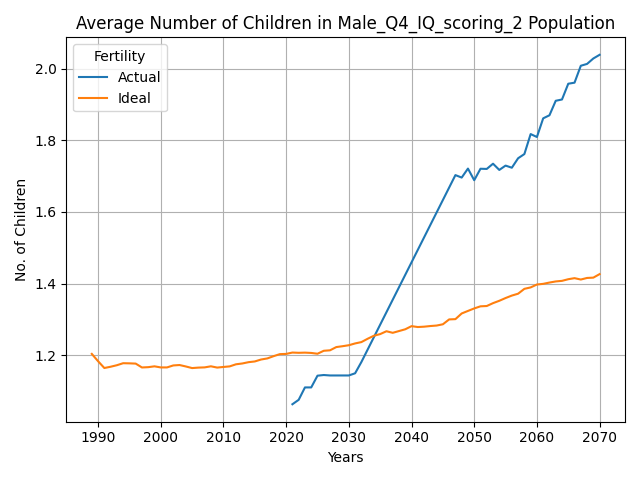 Average Number of Children in Male_Q4_IQ_scoring_2 Population
Fertility
Actual
Ideal
No. of Children
2.0
1.8
1.6
1.4
1.2
1990 2000 2010 2020 2030 2040 2050 2060 2070
Years